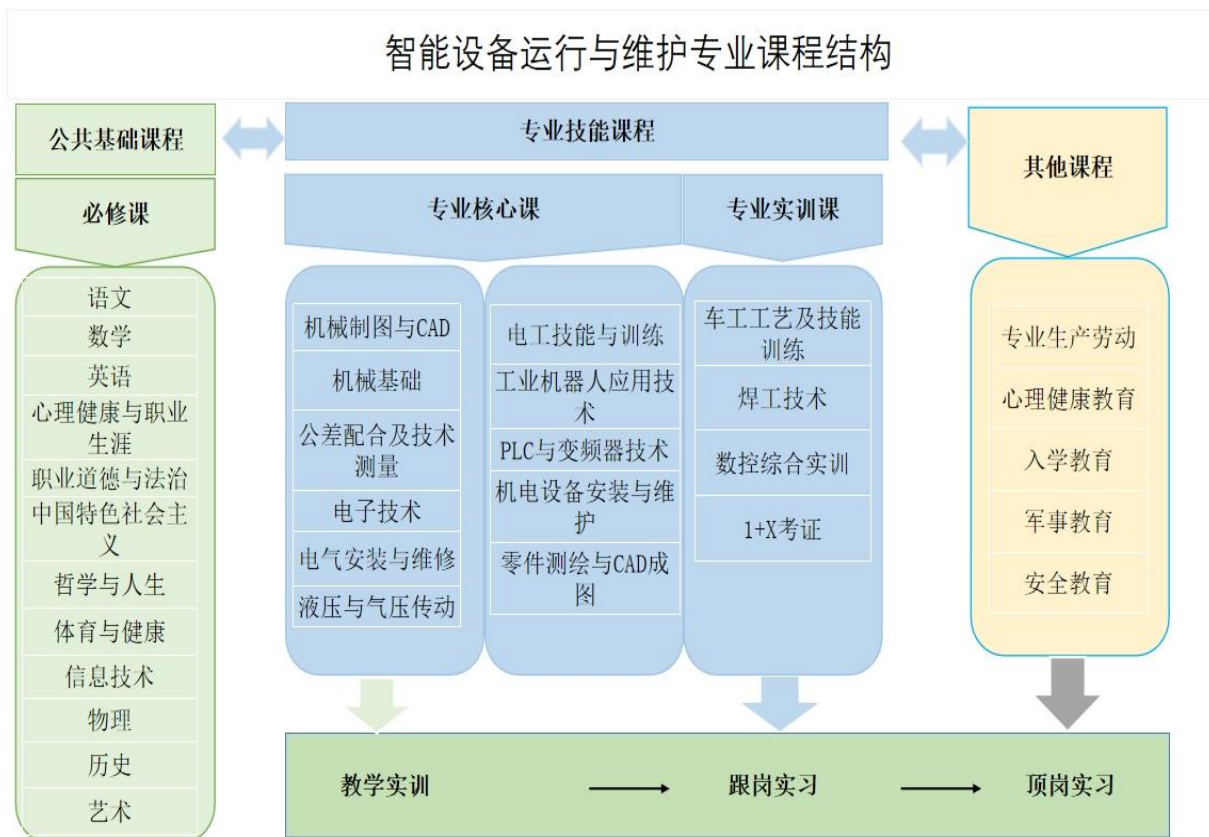 智能设备运行与维护专业课程结构
公共基础课程
必修课
语文
数学
英语
心理健康与职业
生涯
职业道德与法治
中国特色社会主
义
哲学与人生
体育与健康
信息技术
物理
历史
艺术
专业技能课程
专业核心课
机械制图与CAD
机械基础
公差配合及技术
测量
电子技术
电气安装与维修
液压与气压传动
电工技能与训练
工业机器人应用技
术
PLC与变频器技术
机电设备安装与维
护
零件测绘与CAD成
图
专业实训课
车工工艺及技能
训练
焊工技术
数控综合实训
1+X考证
其他课程
专业生产劳动
心理健康教育
入学教育
军事教育
安全教育
教学实训
跟岗实习
顶岗实习